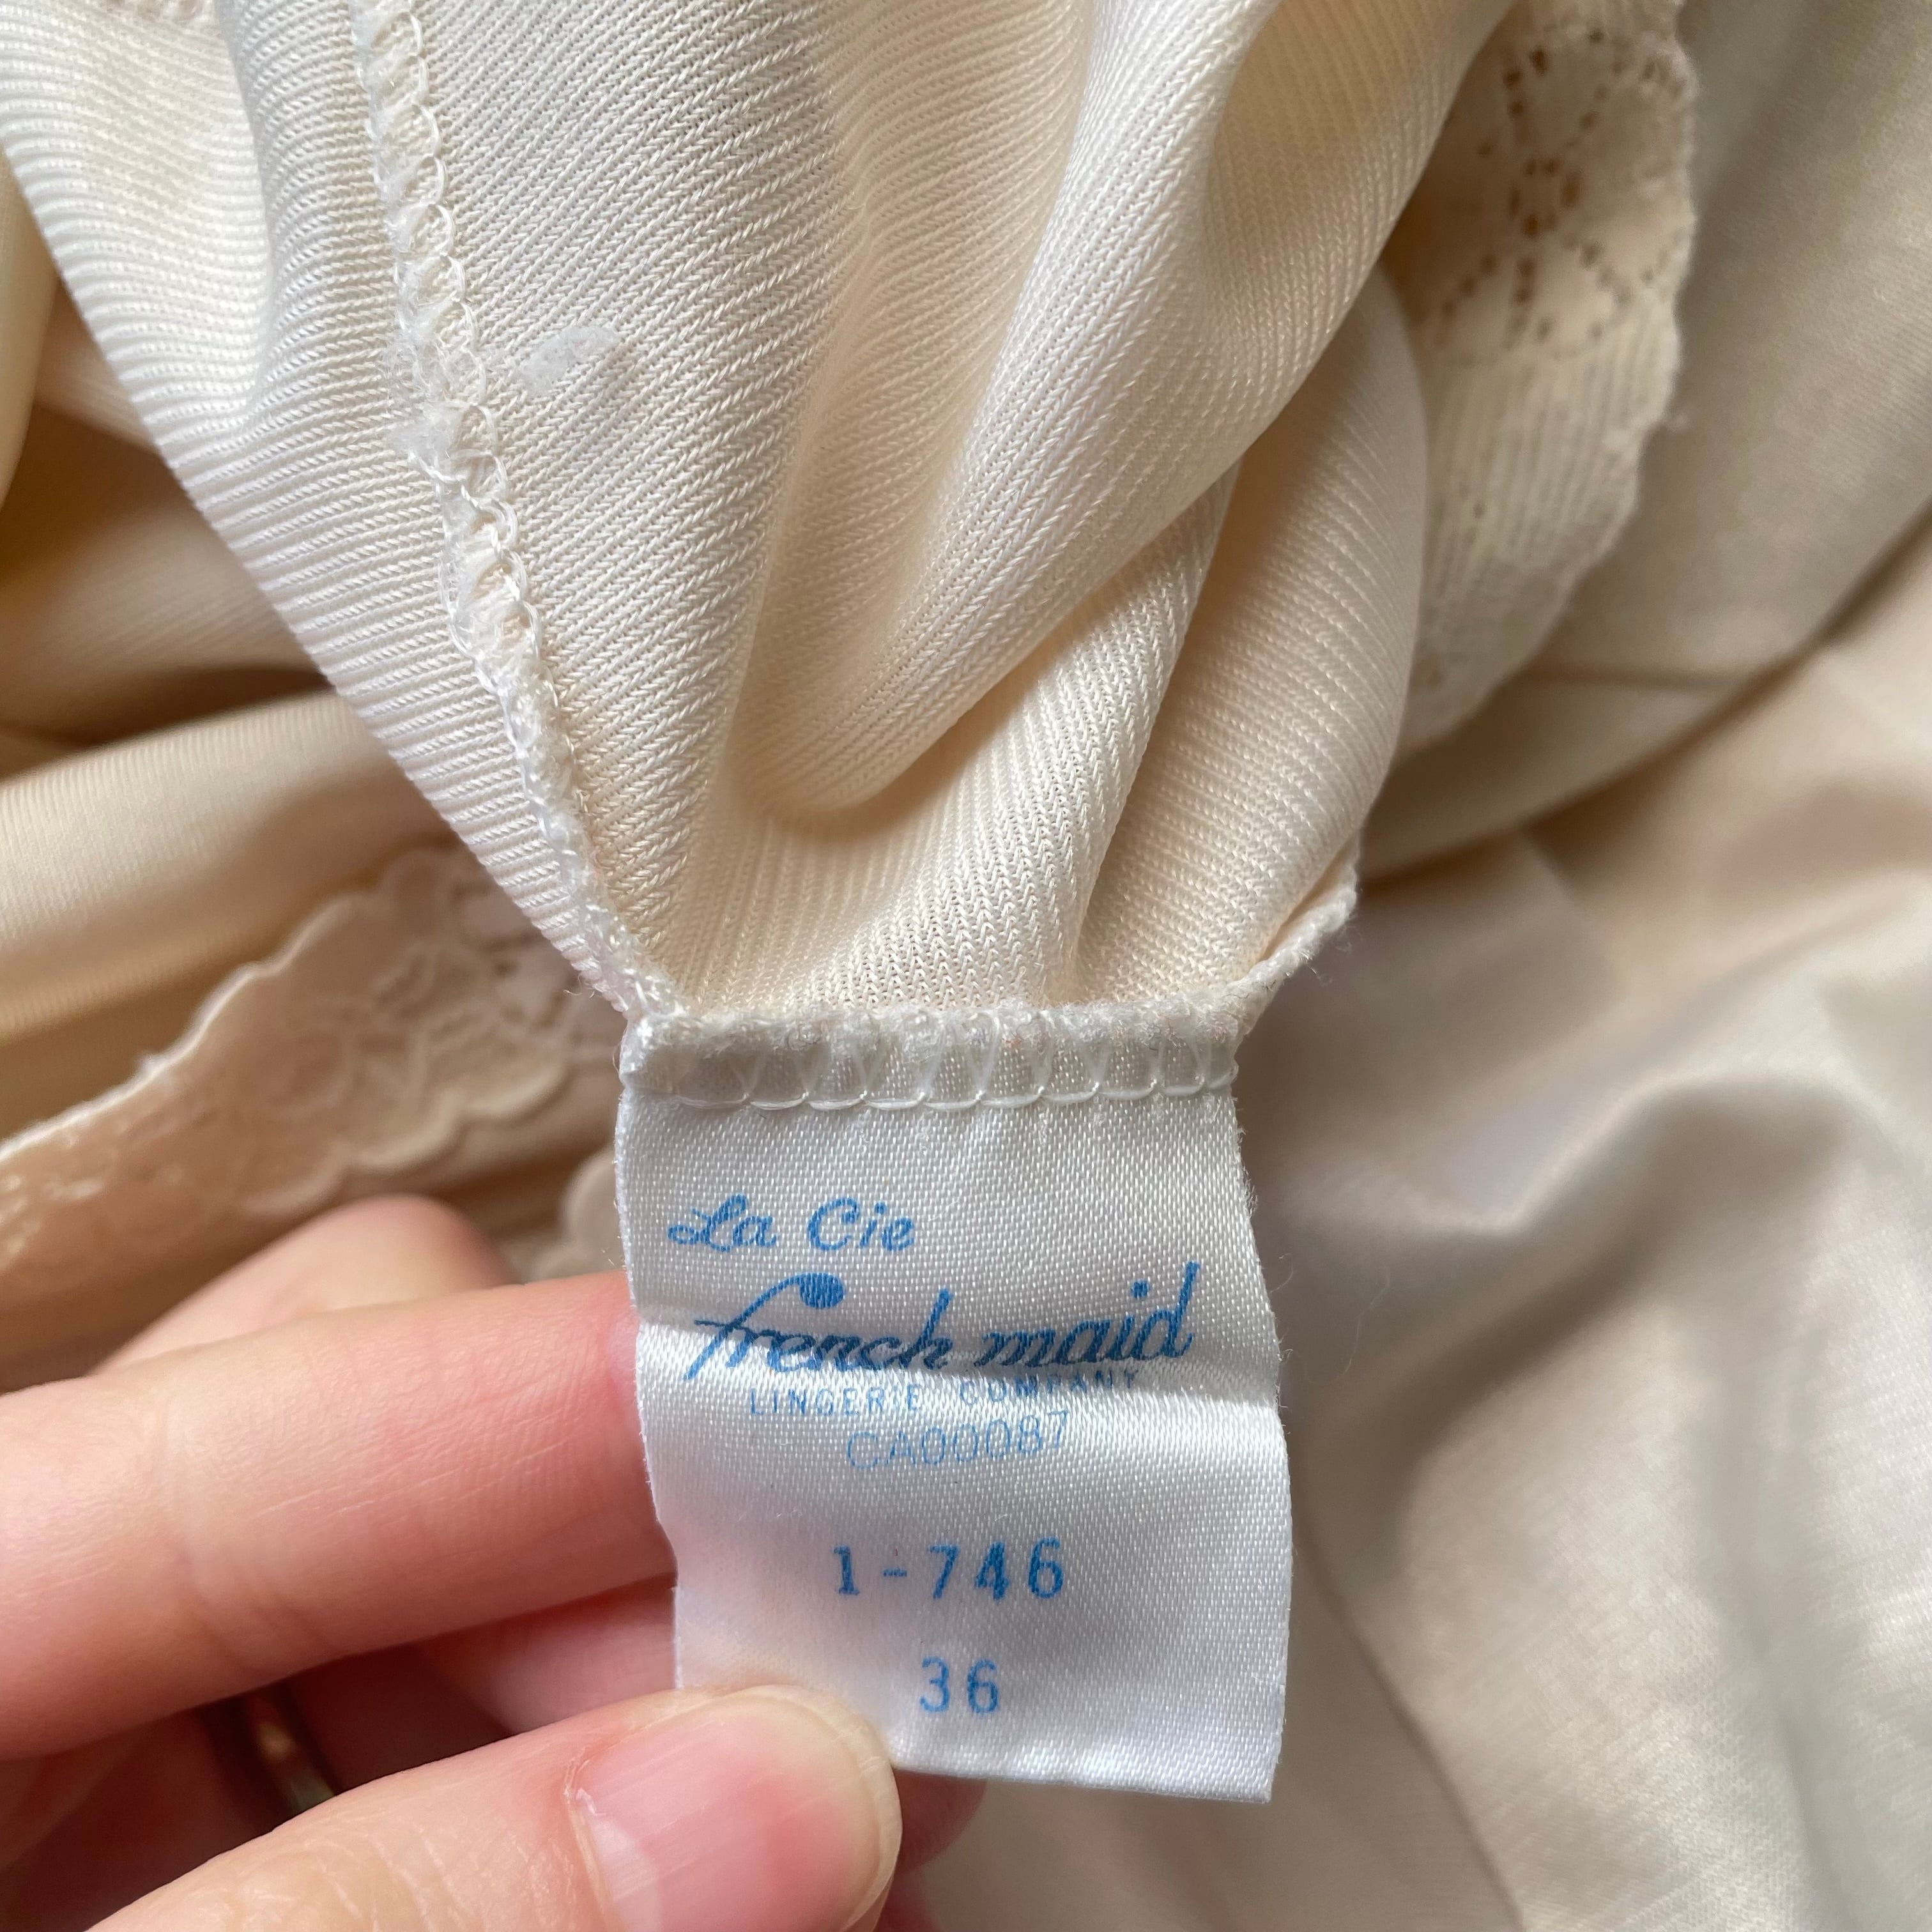 La Cie
french maid
LINGERIE COMPANY
CA00087
1-746
36